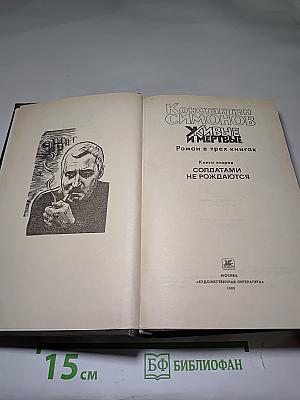 Константин
СИМОНОВ
ЖИВЫЕ
И МЕРТВЫЕ
Роман в трех книгах
Книга вторая
СОЛДАТАМИ
НЕ РОЖДАЮТСЯ
МОСКВА
«ХУДОЖЕСТВЕННАЯ ЛИТЕРАТУРА»
1989
15 см
БФ БИБЛИОФАН